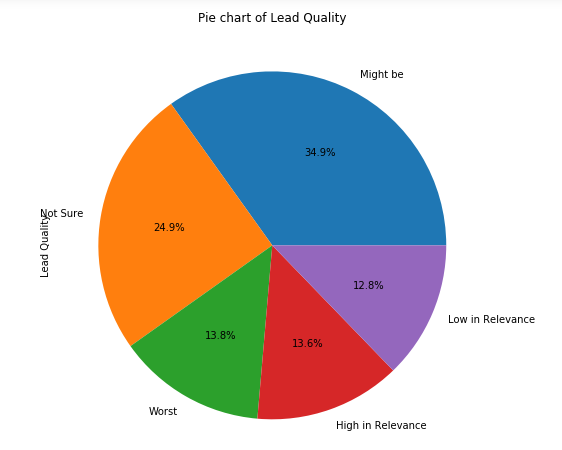 Pie chart of Lead Quality
Might be
34.9%
Not Sure
24.9%
Lead Quality
12.8%
Low in Relevance
13.8%
13.6%
Worst
High in Relevance